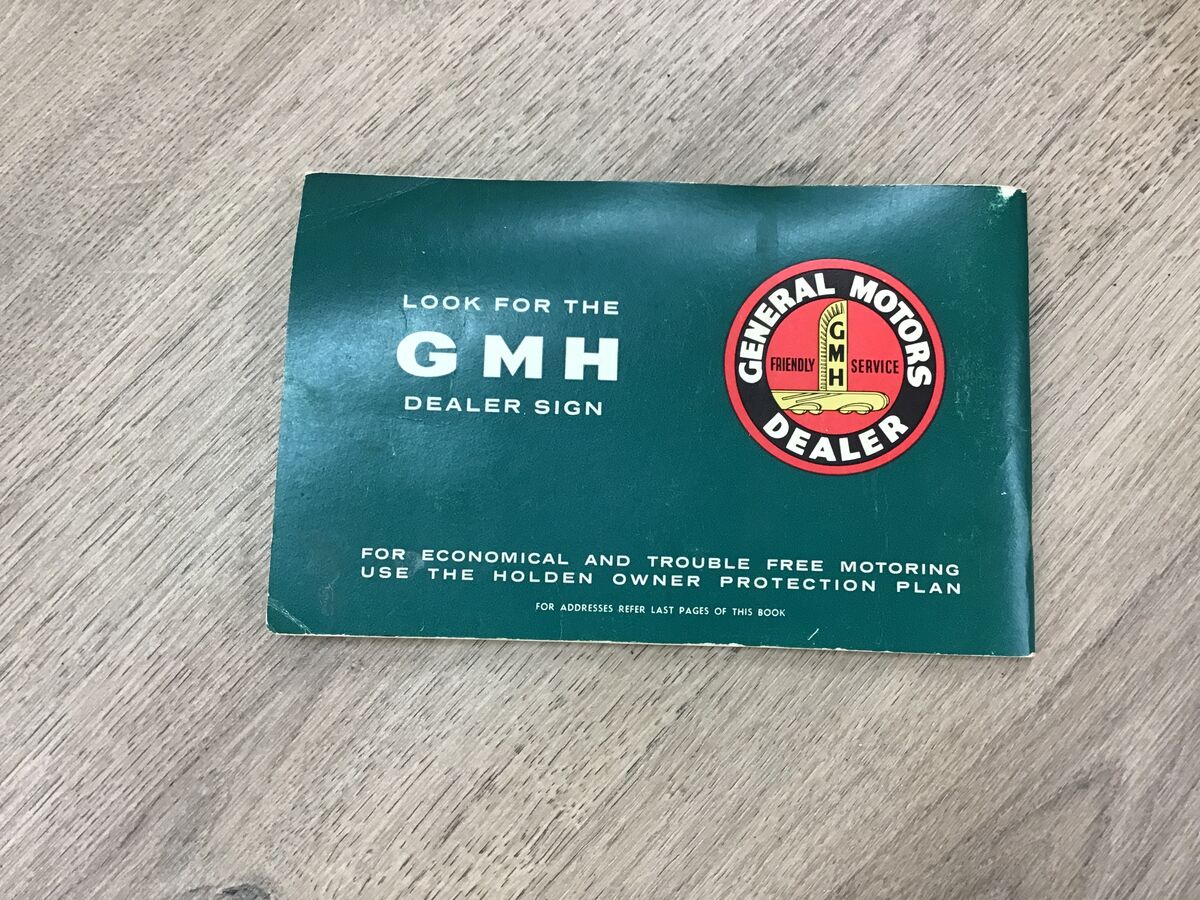 LOOK FOR THE
GMH
DEALER SIGN
GENERAL MOTORS
FRIENDLY GMH SERVICE
DEALER
FOR ECONOMICAL AND TROUBLE FREE MOTORING
USE THE HOLDEN OWNER PROTECTION PLAN
FOR ADDRESSES REFER LAST PAGES OF THIS BOOK